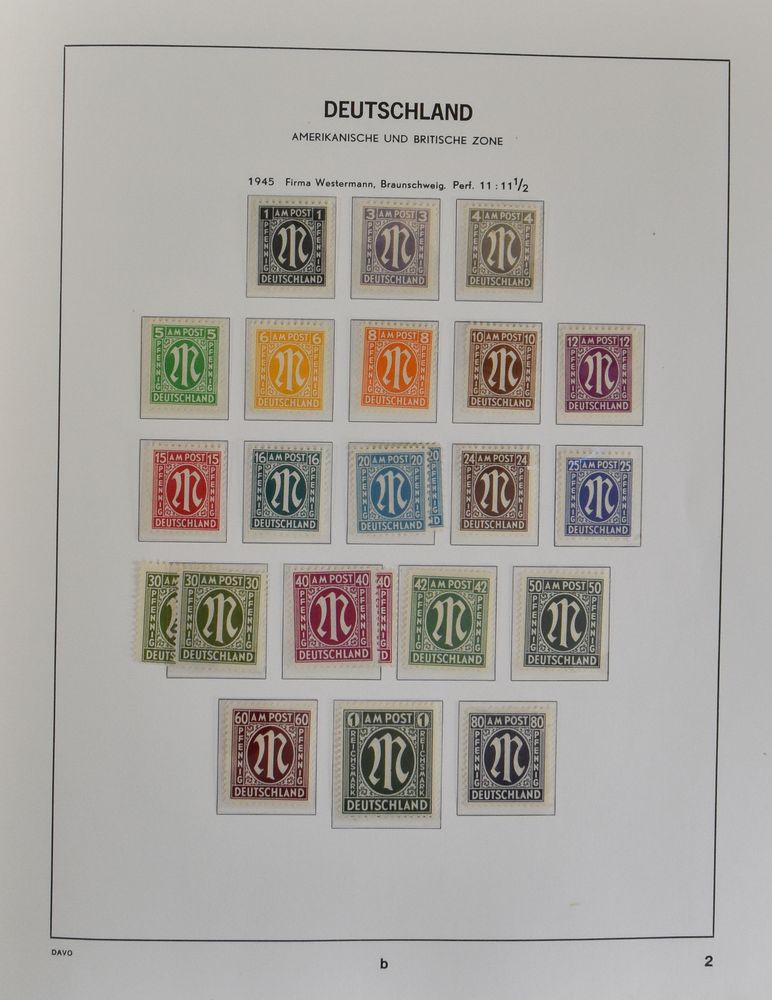 DEUTSCHLAND
AMERIKANISCHE UND BRITISCHE ZONE
1945 Firma Westermann, Braunschweig. Perf. 11 : 11 1/2
1 AM POST 1
PFENNIG PFENNIG
DEUTSCHLAND
3 AM POST 3
PFENNIG PFENNIG
DEUTSCHLAND
4 AM POST 4
PFENNIG PFENNIG
DEUTSCHLAND
5 AM POST 5
PFENNIG PFENNIG
DEUTSCHLAND
6 AM POST 6
PFENNIG PFENNIG
DEUTSCHLAND
8 AM POST 8
PFENNIG PFENNIG
DEUTSCHLAND
10 AM POST 10
PFENNIG PFENNIG
DEUTSCHLAND
12 AM POST 12
PFENNIG PFENNIG
DEUTSCHLAND
15 AM POST 15
PFENNIG PFENNIG
DEUTSCHLAND
16 AM POST 16
PFENNIG PFENNIG
DEUTSCHLAND
20 AM POST 20
PFENNIG PFENNIG
DEUTSCHLAND
20
24 AM POST 24
PFENNIG PFENNIG
DEUTSCHLAND
25 AM POST 25
PFENNIG PFENNIG
DEUTSCHLAND
30 AM
PFENNIG
DEUTS
30 AM POST 30
PFENNIG PFENNIG
DEUTSCHLAND
40 AM POST 40
PFENNIG PFENNIG
DEUTSCHLAND
40
42 AM POST 42
PFENNIG PFENNIG
DEUTSCHLAND
50 AM POST 50
PFENNIG PFENNIG
DEUTSCHLAND
60 AM POST 60
PFENNIG PFENNIG
DEUTSCHLAND
1 AM POST 1
REICHSMARK REICHSMARK
DEUTSCHLAND
80 AM POST 80
PFENNIG PFENNIG
DEUTSCHLAND
DAVO
b
2